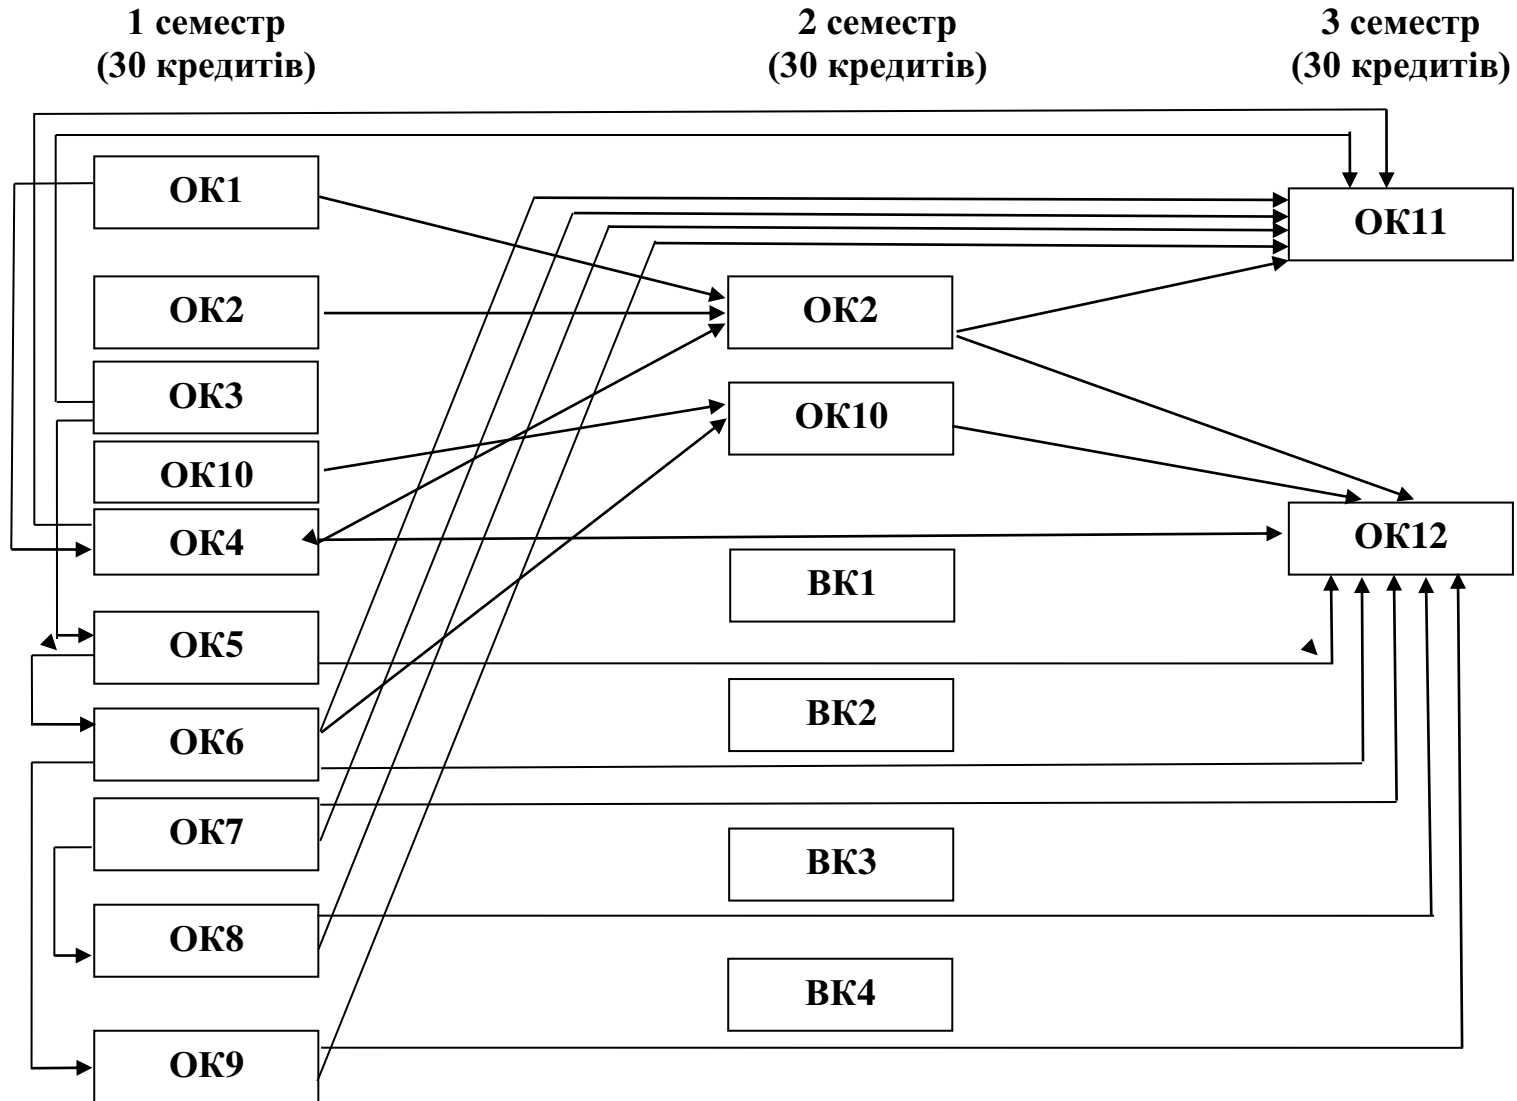 1 семестр
(30 кредитів)
2 семестр
(30 кредитів)
3 семестр
(30 кредитів)
ОК1
ОК2
ОК3
ОК10
ОК4
ОК5
ОК6
ОК7
ОК8
ОК9
ОК2
ОК10
ВК1
ВК2
ВК3
ВК4
ОК11
ОК12